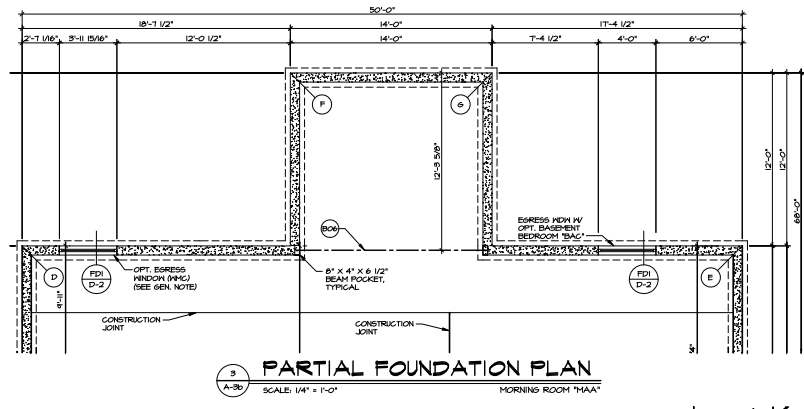 50'-0"
18'-7 1/2" 14'-0" 17'-4 1/2"
2'-7 1/16" 3'-11 15/16" 12'-0 1/2" 14'-0" 7'-4 1/2" 4'-0" 6'-0"
F G
12'-3 5/8"
12'-0" 12'-0" 68'-0"
B06
EGRESS WDW W/
OPT. BASEMENT
BEDROOM "BAC"
D
FD1
D-2
OPT. EGRESS
WINDOW (WMC)
(SEE GEN. NOTE)
8" X 4" X 6 1/2"
BEAM POCKET,
TYPICAL
FD1
D-2
E
9'-11"
CONSTRUCTION
JOINT
CONSTRUCTION
JOINT
3
A-3b
PARTIAL FOUNDATION PLAN
SCALE: 1/4" = 1'-0" MORNING ROOM "MAA"